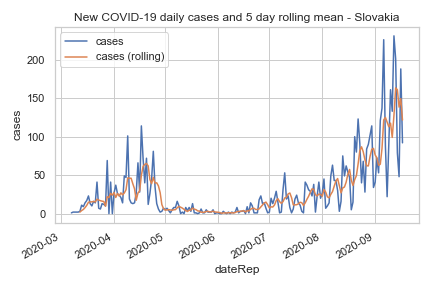 New COVID-19 daily cases and 5 day rolling mean - Slovakia
cases
cases (rolling)
200
150
100
50
0
cases
2020-03
2020-04
2020-05
2020-06
2020-07
2020-08
2020-09
dateRep